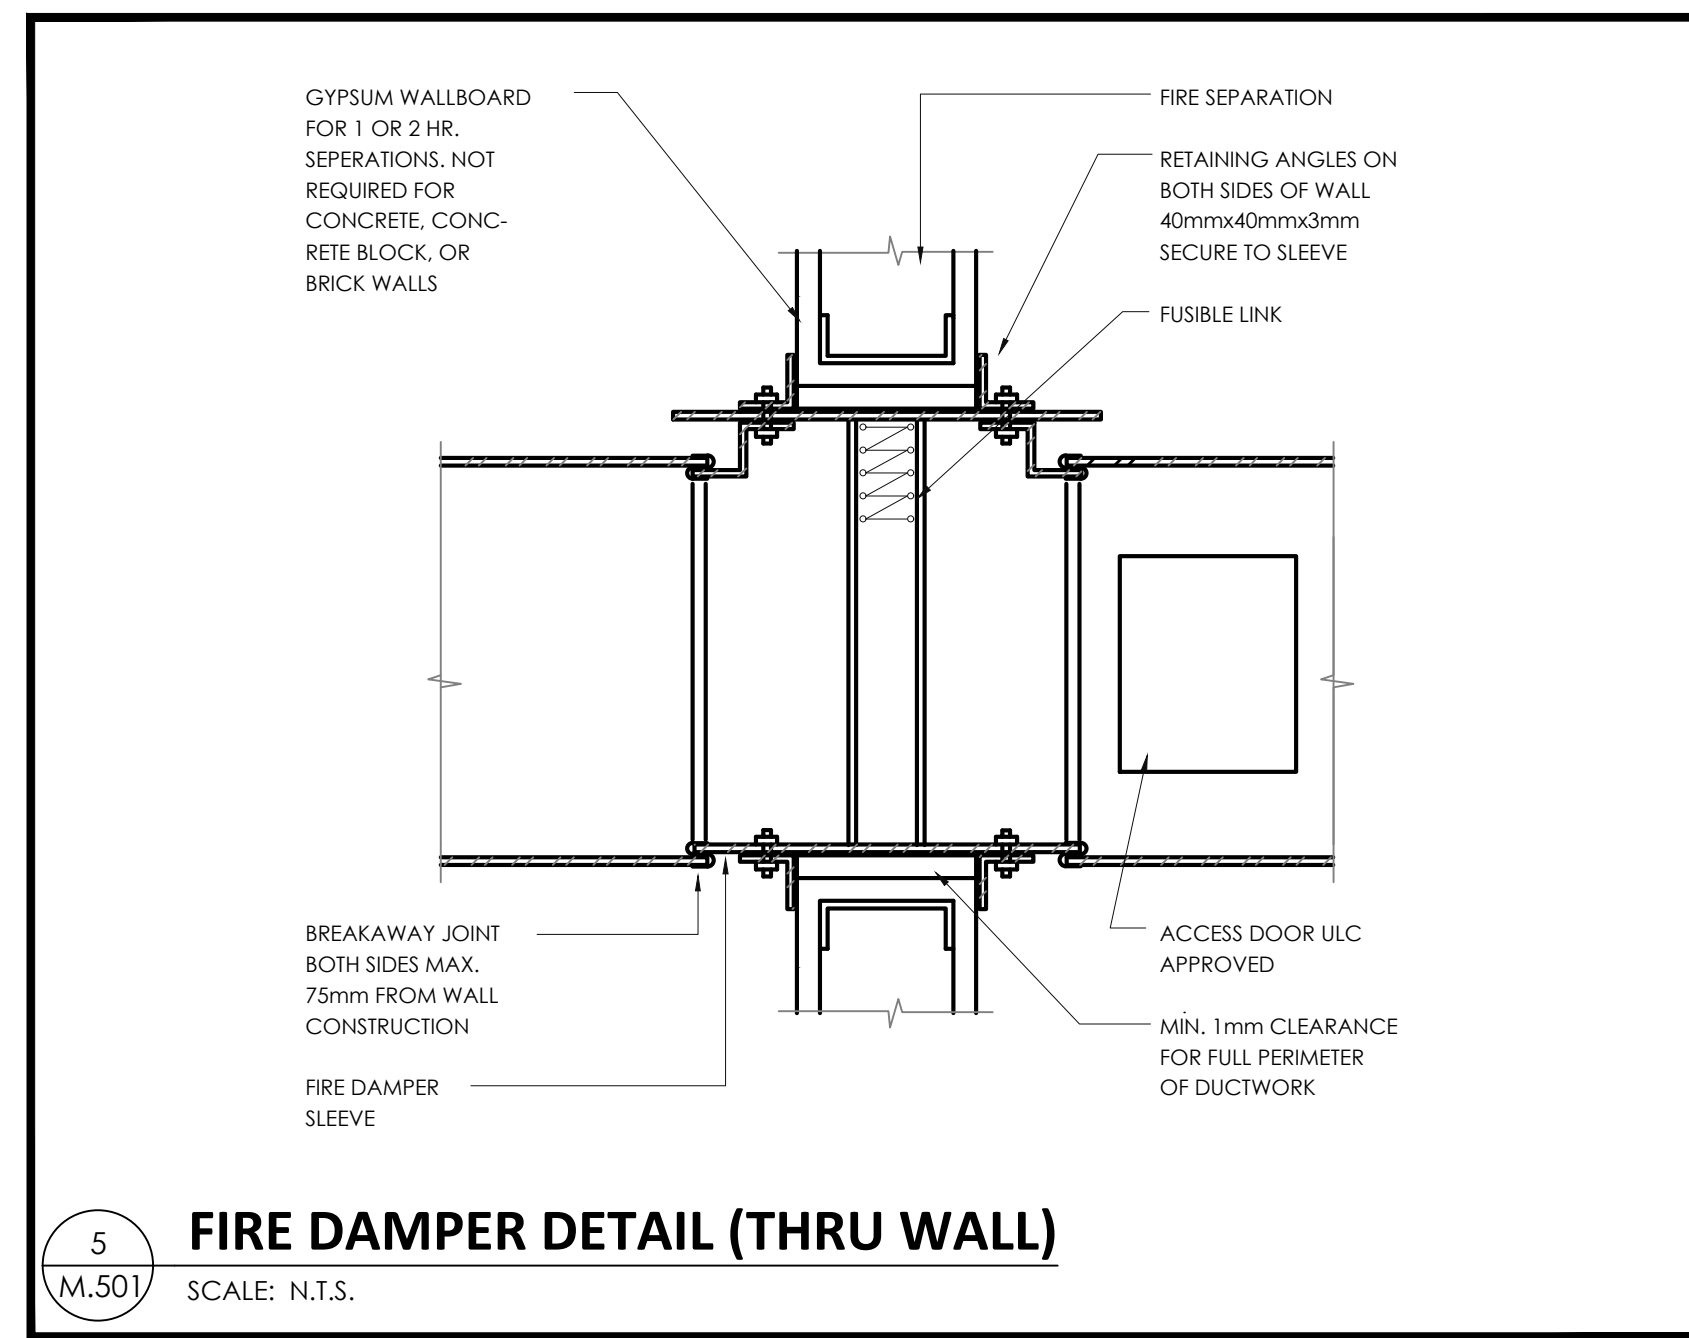 GYPSUM WALLBOARD
FOR 1 OR 2 HR.
SEPERATIONS. NOT
REQUIRED FOR
CONCRETE, CONC-
RETE BLOCK, OR
BRICK WALLS
FIRE SEPARATION
RETAINING ANGLES ON
BOTH SIDES OF WALL
40mmx40mmx3mm
SECURE TO SLEEVE
FUSIBLE LINK
BREAKAWAY JOINT
BOTH SIDES MAX.
75mm FROM WALL
CONSTRUCTION
FIRE DAMPER
SLEEVE
ACCESS DOOR ULC
APPROVED
MIN. 1mm CLEARANCE
FOR FULL PERIMETER
OF DUCTWORK
5
M.501
FIRE DAMPER DETAIL (THRU WALL)
SCALE: N.T.S.